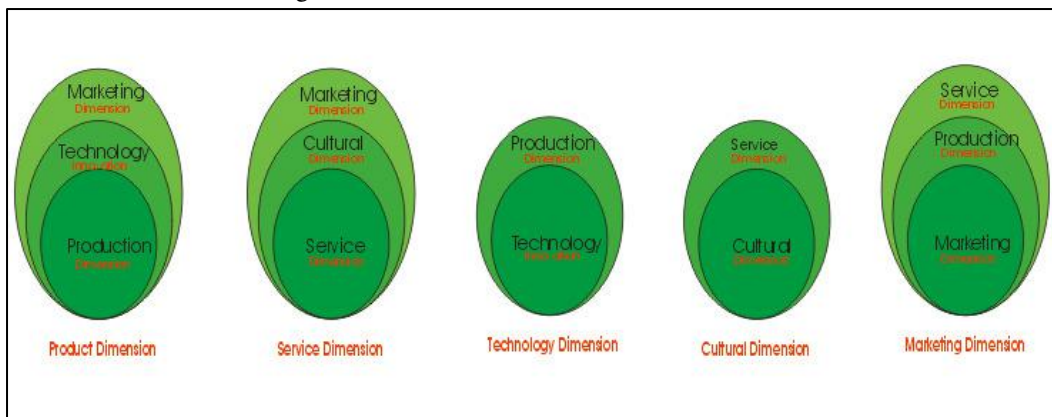 Marketing
Dimension
Technology
Innovation
Production
Dimension
Product Dimension
Marketing
Dimension
Cultural
Dimension
Service
Dimension
Service Dimension
Production
Dimension
Technology
Innovation
Technology Dimension
Service
Dimension
Cultural
Dimension
Cultural Dimension
Service
Dimension
Production
Dimension
Marketing
Dimension
Marketing Dimension